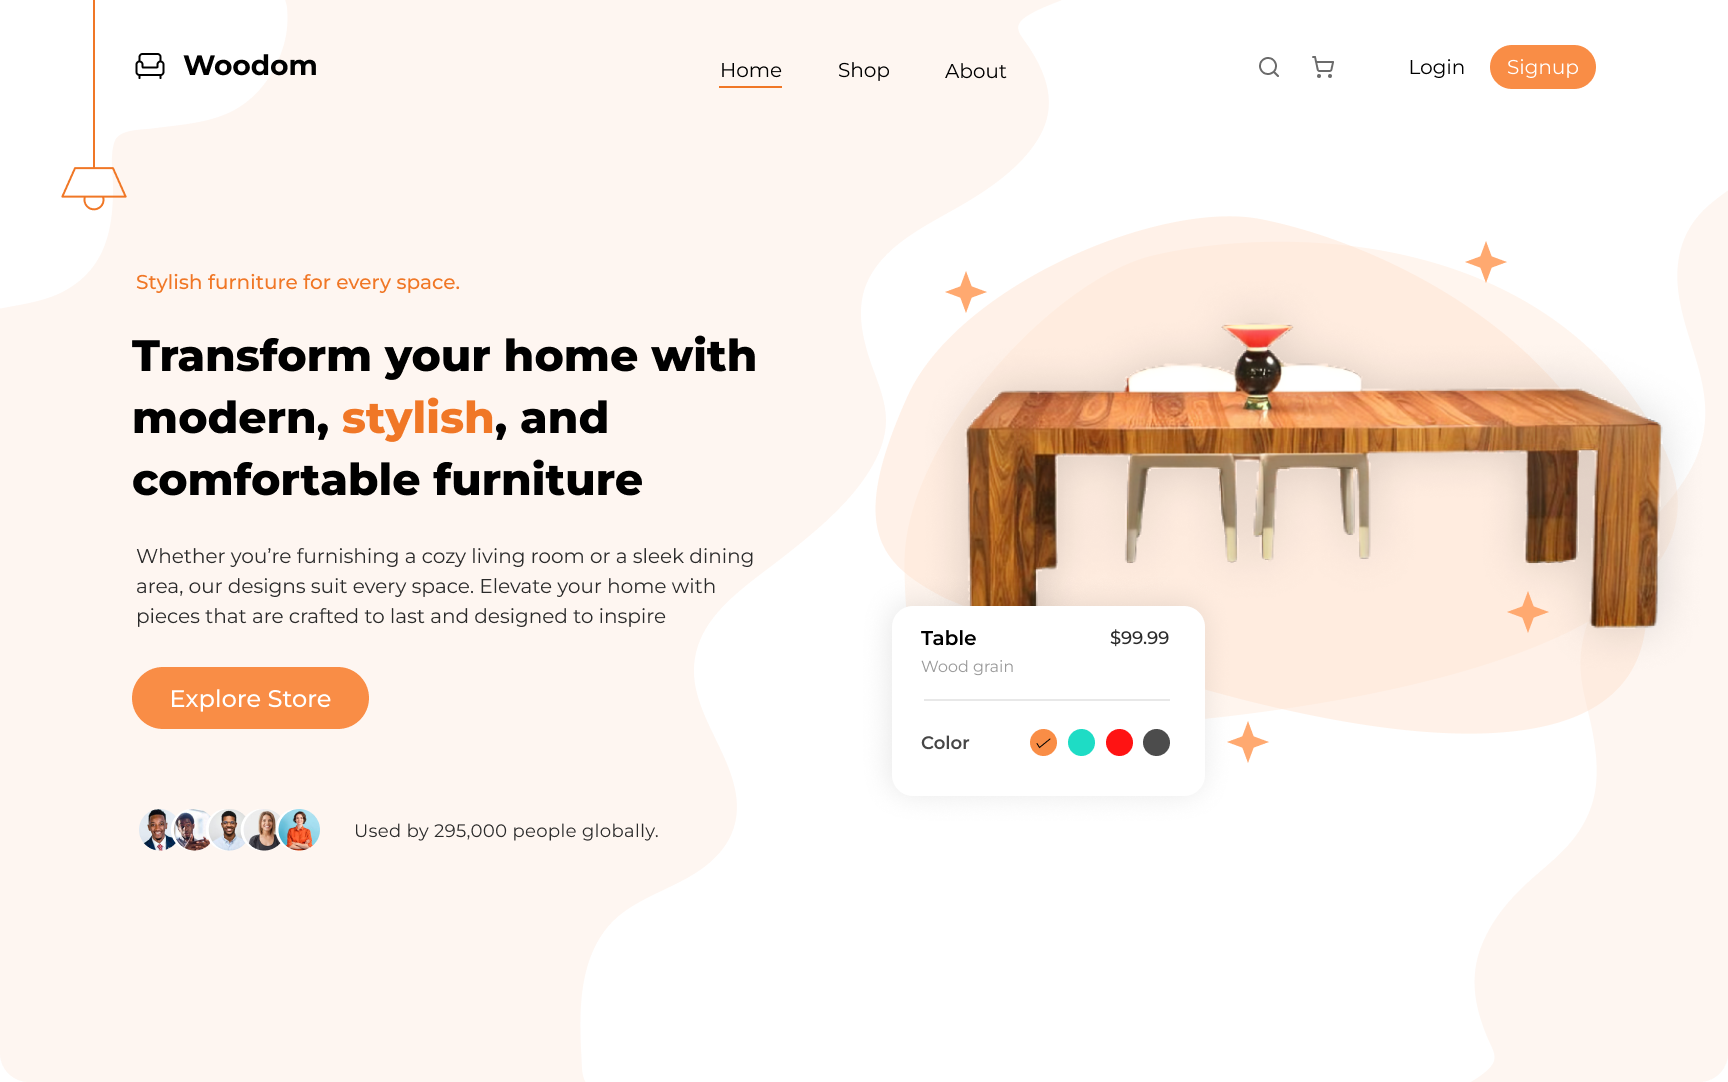 Woodom
Home
Shop
About
Login
Signup
Stylish furniture for every space.
Transform your home with
modern, stylish, and
comfortable furniture
Whether you’re furnishing a cozy living room or a sleek dining
area, our designs suit every space. Elevate your home with
pieces that are crafted to last and designed to inspire
Explore Store
Used by 295,000 people globally.
Table
$99.99
Wood grain
Color